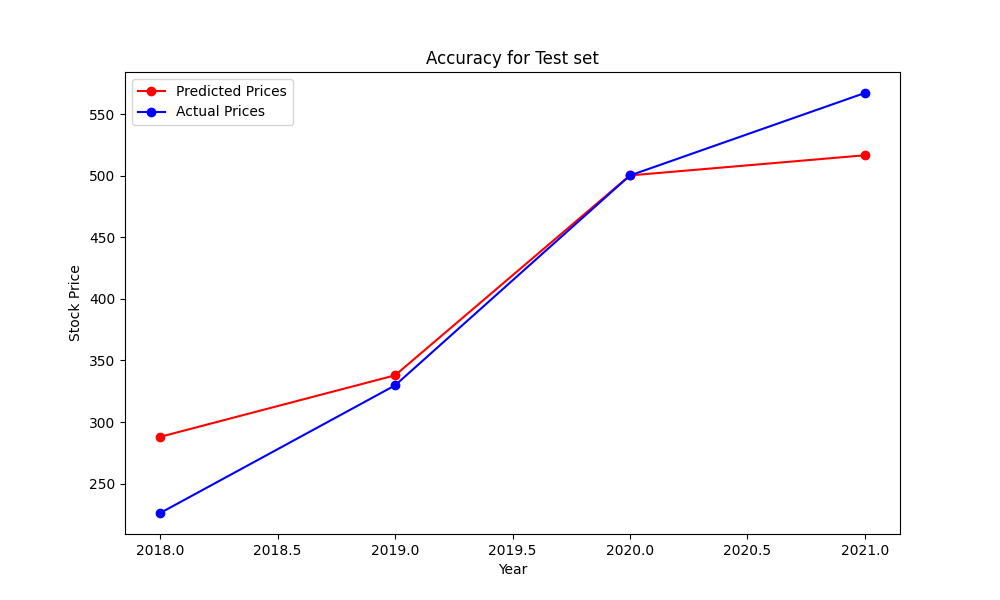 Accuracy for Test set
Predicted Prices
Actual Prices
550
500
450
400
350
300
250
Stock Price
2018.0 2018.5 2019.0 2019.5 2020.0 2020.5 2021.0
Year